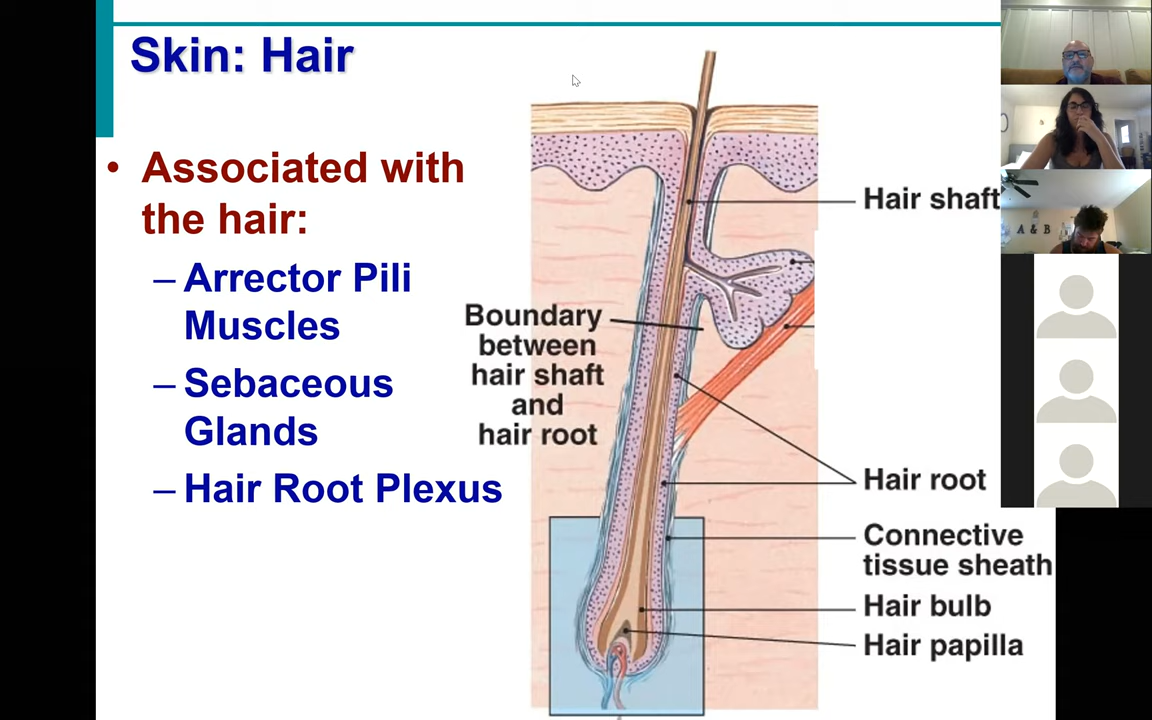 Skin: Hair
• Associated with
the hair:
– Arrector Pili
Muscles
– Sebaceous
Glands
– Hair Root Plexus
Hair shaft
Boundary
between
hair shaft
and
hair root
Hair root
Connective
tissue sheath
Hair bulb
Hair papilla
A & B